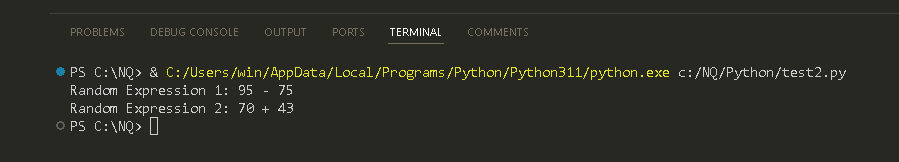 PROBLEMS DEBUG CONSOLE OUTPUT PORTS TERMINAL COMMENTS
PS C:\NQ> & C:/Users/win/AppData/Local/Programs/Python/Python311/python.exe c:/NQ/Python/test2.py
Random Expression 1: 95 - 75
Random Expression 2: 70 + 43
PS C:\NQ>